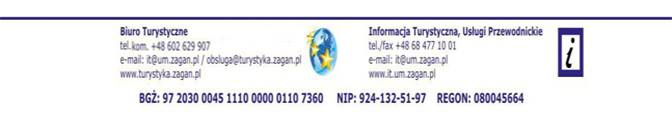 Biuro Turystyczne
tel.kom. +48 602 629 907
e-mail: it@um.zagan.pl / obsluga@turystyka.zagan.pl
www.turystyka.zagan.pl
Informacja Turystyczna, Usługi Przewodnickie
tel./fax +48 68 477 10 01
e-mail: it@um.zagan.pl
www.it.um.zagan.pl
i
BGŻ: 97 2030 0045 1110 0000 0110 7360 NIP: 924-132-51-97 REGON: 080045664